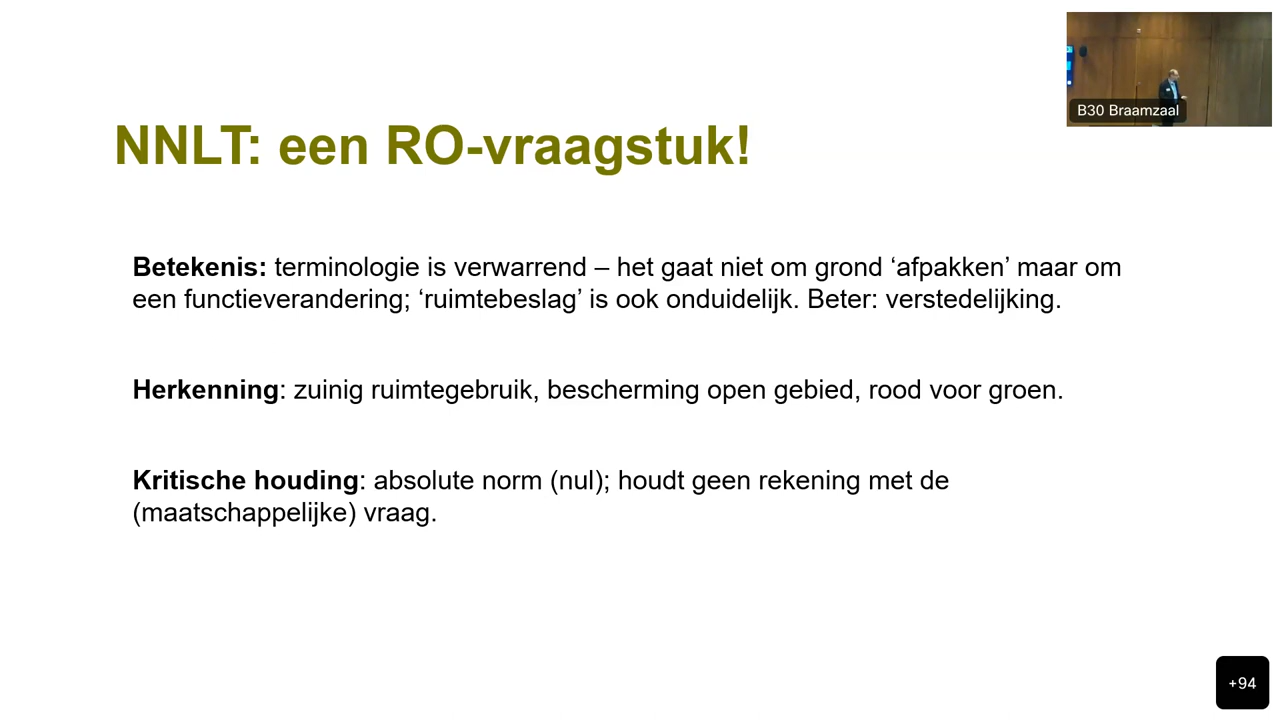 B30 Braamzaal
NNLT: een RO-vraagstuk!
Betekenis: terminologie is verwarrend – het gaat niet om grond ‘afpakken’ maar om
een functieverandering; ‘ruimtebeslag’ is ook onduidelijk. Beter: verstedelijking.
Herkenning: zuinig ruimtegebruik, bescherming open gebied, rood voor groen.
Kritische houding: absolute norm (nul); houdt geen rekening met de
(maatschappelijke) vraag.
+94